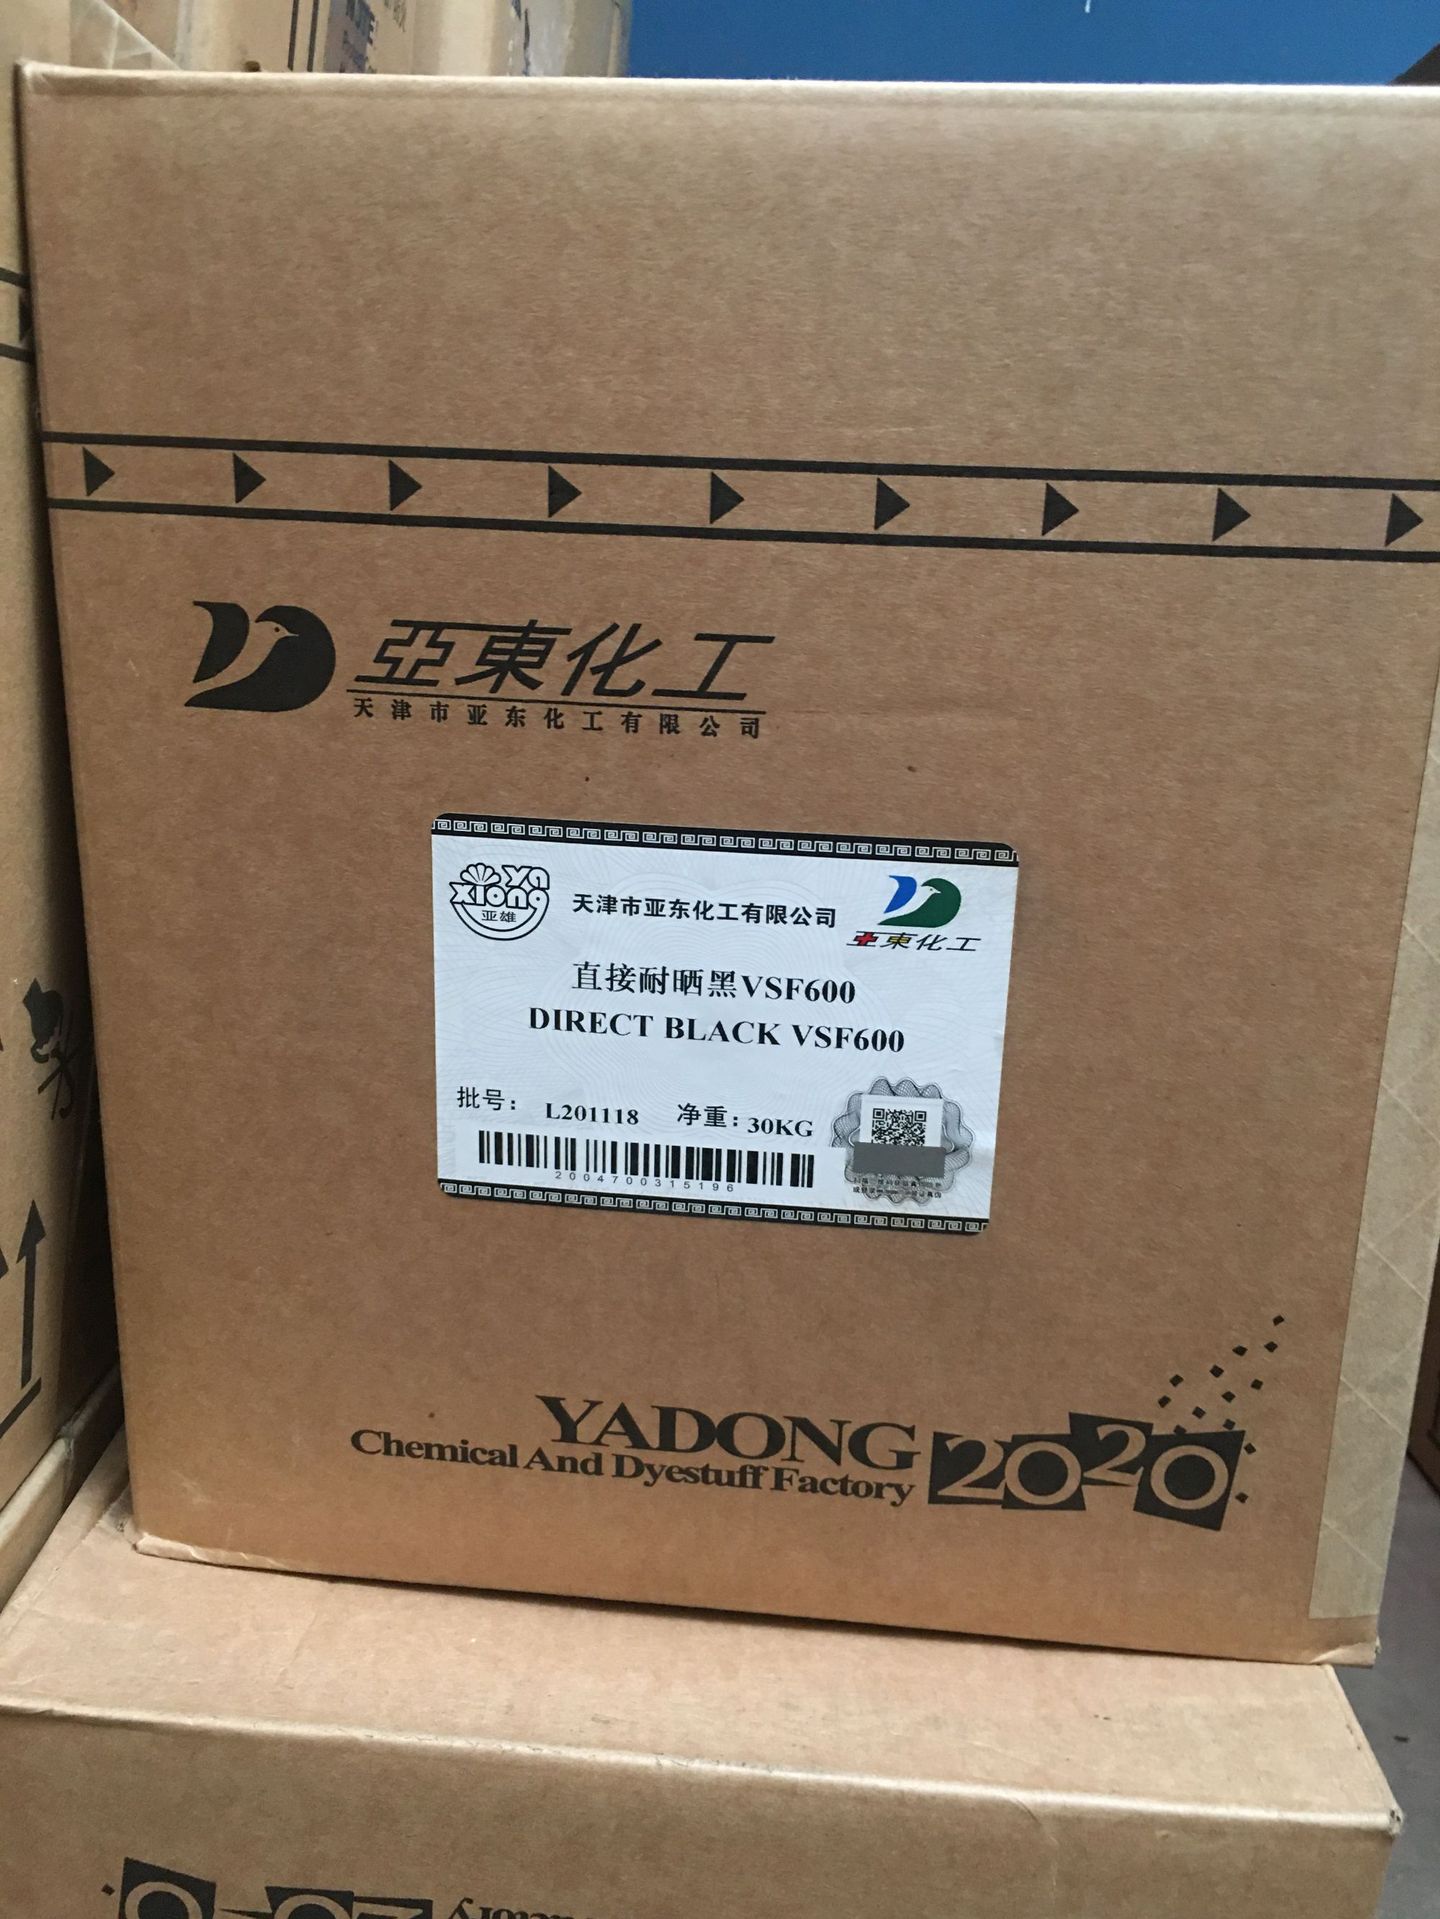 亞東化工
天津市亚东化工有限公司
ya
xiong
亚雄
天津市亚东化工有限公司
亞東化工
直接耐晒黑VSF600
DIRECT BLACK VSF600
批号： L201118 净重：30KG
2004700315196
YADONG
Chemical And Dyestuff Factory 2020